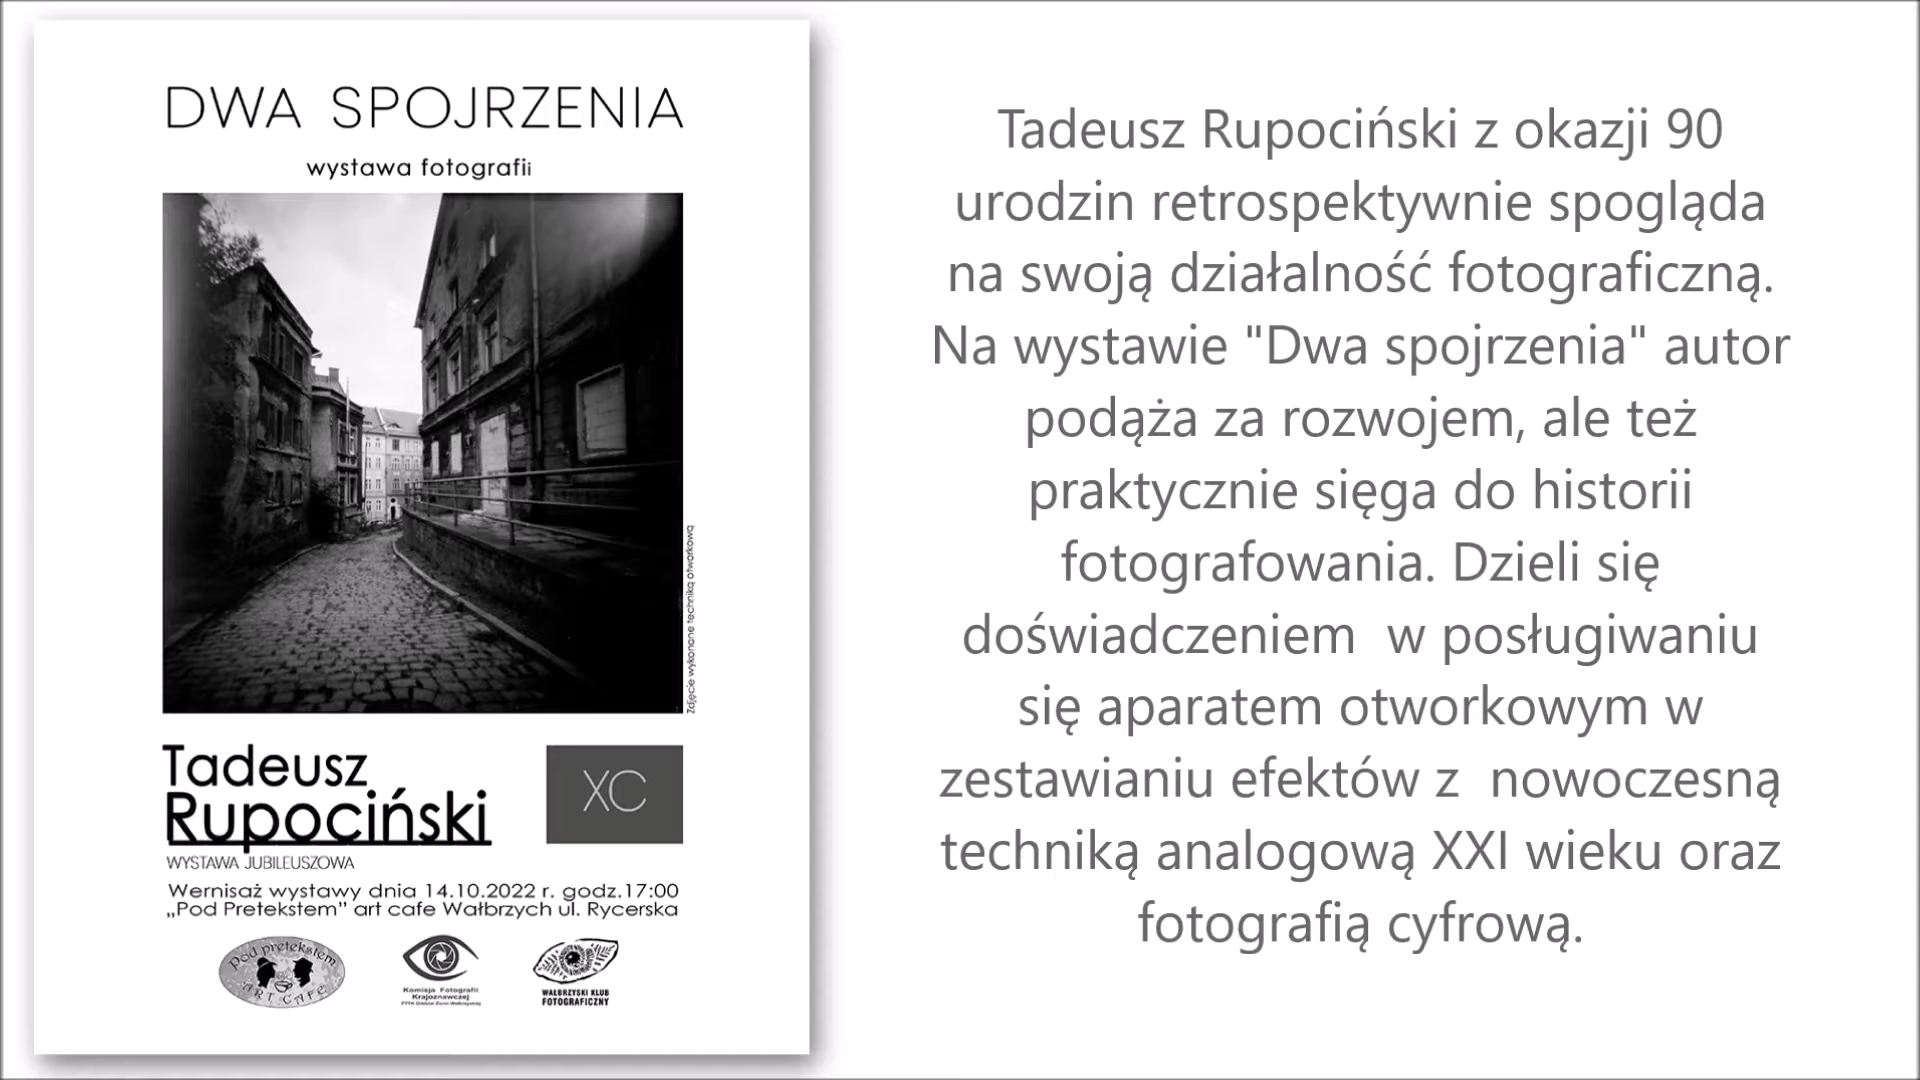 DWA SPOJRZENIA
wystawa fotografii
Zdjęcie wykonane techniką otworkową
Tadeusz
Rupociński
XC
WYSTAWA JUBILEUSZOWA
Wernisaż wystawy dnia 14.10.2022 r. godz.17:00
„Pod Pretekstem” art cafe Wałbrzych ul. Rycerska
Pod pretekstem
ART CAFE
Komisja Fotografii
Krajoznawczej
WAŁBRZYSKI KLUB
FOTOGRAFICZNY
Tadeusz Rupociński z okazji 90
urodzin retrospektywnie spogląda
na swoją działalność fotograficzną.
Na wystawie "Dwa spojrzenia" autor
podąża za rozwojem, ale też
praktycznie sięga do historii
fotografowania. Dzieli się
doświadczeniem  w posługiwaniu
się aparatem otworkowym w
zestawianiu efektów z  nowoczesną
techniką analogową XXI wieku oraz
fotografią cyfrową.